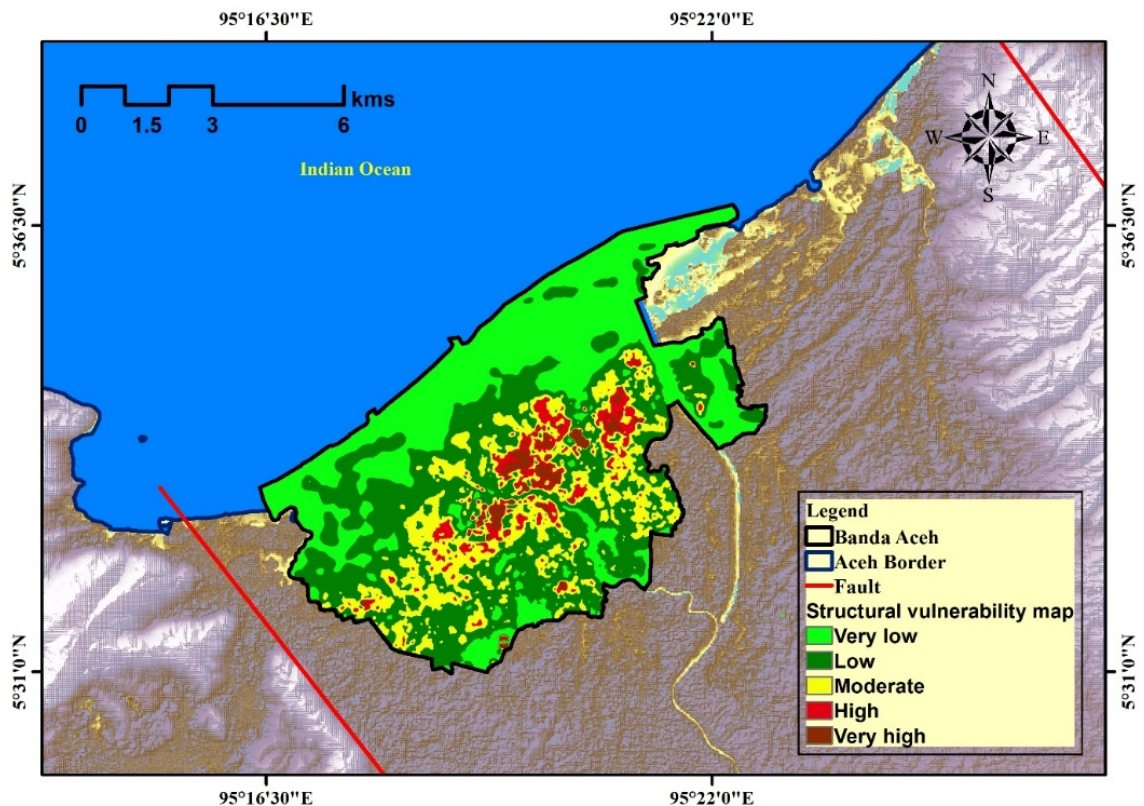 95°16'30"E 95°22'0"E
N
kms
0 1.5 3 6
W E
Indian Ocean
S
5°36'30"N 5°36'30"N
Legend
Banda Aceh
Aceh Border
Fault
Structural vulnerability map
Very low
Low
Moderate
High
Very high
5°31'0"N 5°31'0"N
95°16'30"E 95°22'0"E